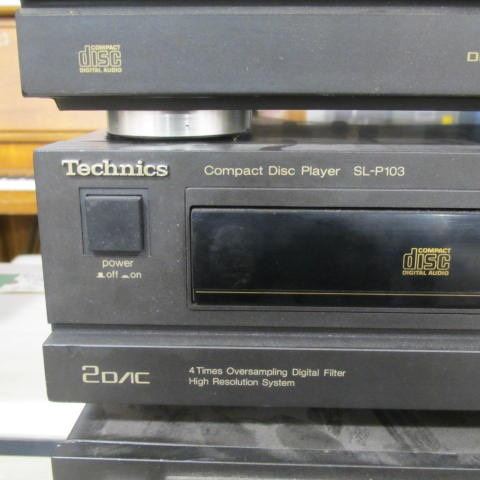 COMPACT
disc
DIGITAL AUDIO
Technics
Compact Disc Player SL-P103
power
off on
COMPACT
disc
DIGITAL AUDIO
2DAC
4 Times Oversampling Digital Filter
High Resolution System